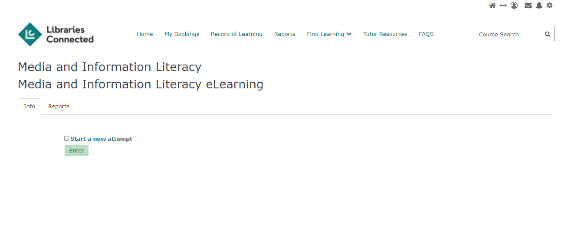 Libraries
Connected
Home My Bookings Record of Learning Reports Find Learning Tutor Resources FAQS Course Search
Media and Information Literacy
Media and Information Literacy eLearning
Info Reports
Start a new attempt
Enter